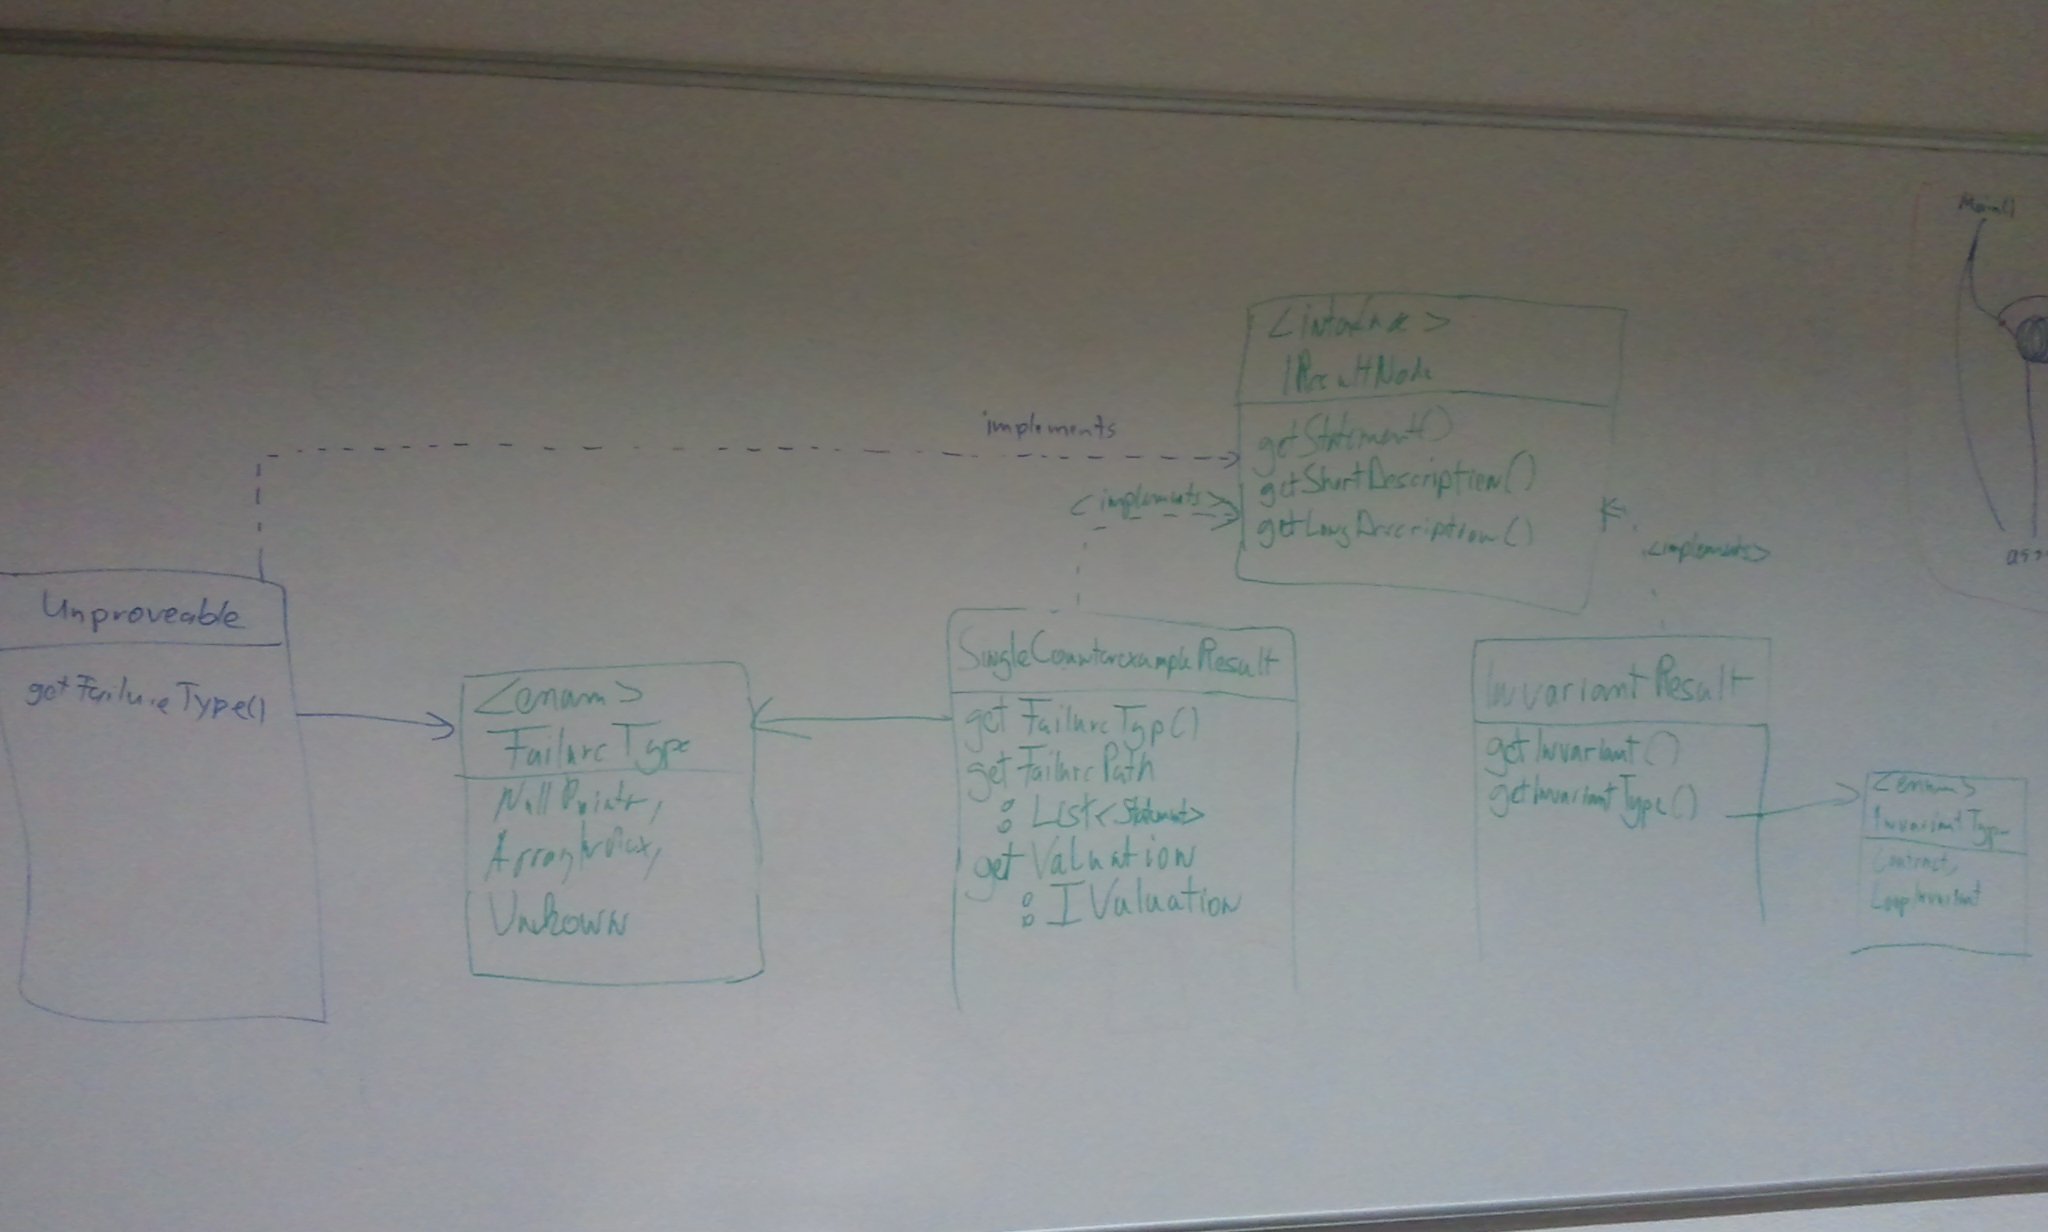 Main()
ass
<interface>
IResultNode
getStatement()
getShortDescription()
getLongDescription()
implements
<implements>
<implements>
Unproveable
getFailureType()
<enum>
FailureType
NullPointer,
ArrayIndex,
Unkown
SingleCounterexampleResult
getFailureTyp()
getFailurePath
: List<Statement>
getValuation
: IValuation
InvariantResult
getInvariant()
getInvariantType()
<enum>
InvariantType
Contract,
LoopInvariant